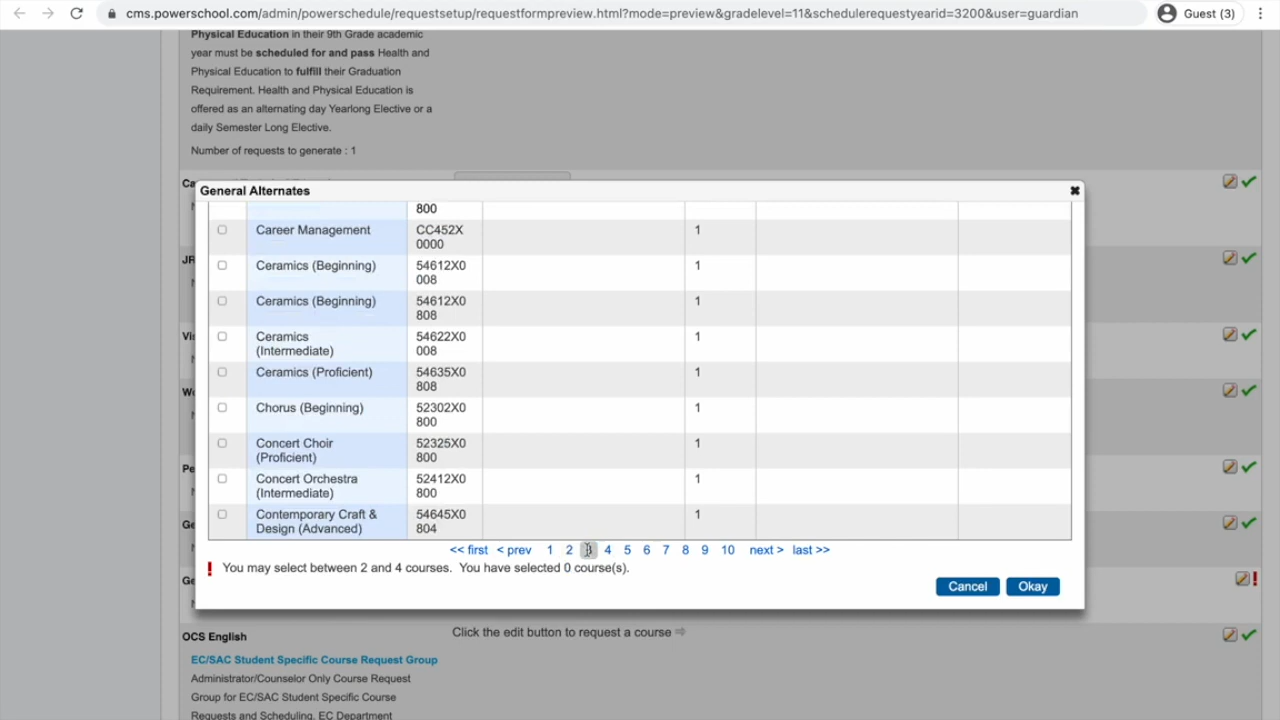 cms.powerschool.com/admin/powerschedule/requestsetup/requestformpreview.html?mode=preview&gradelevel=11&schedulerequestyearid=3200&user=guardian
Guest (3)
Physical Education in their 9th Grade academic
year must be scheduled for and pass Health and
Physical Education to fulfill their Graduation
Requirement. Health and Physical Education is
offered as an alternating day Yearlong Elective or a
daily Semester Long Elective.
Number of requests to generate : 1
General Alternates
800
Career Management CC452X 1
0000
Ceramics (Beginning) 54612X0 1
008
Ceramics (Beginning) 54612X0 1
808
Ceramics 54622X0 1
(Intermediate) 008
Ceramics (Proficient) 54635X0 1
808
Chorus (Beginning) 52302X0 1
800
Concert Choir 52325X0 1
(Proficient) 800
Concert Orchestra 52412X0 1
(Intermediate) 800
Contemporary Craft & 54645X0 1
Design (Advanced) 804
<< first < prev 1 2 3 4 5 6 7 8 9 10 next > last >>
! You may select between 2 and 4 courses. You have selected 0 course(s).
Cancel Okay
OCS English
Click the edit button to request a course
EC/SAC Student Specific Course Request Group
Administrator/Counselor Only Course Request
Group for EC/SAC Student Specific Course
Requests and Scheduling. EC Department